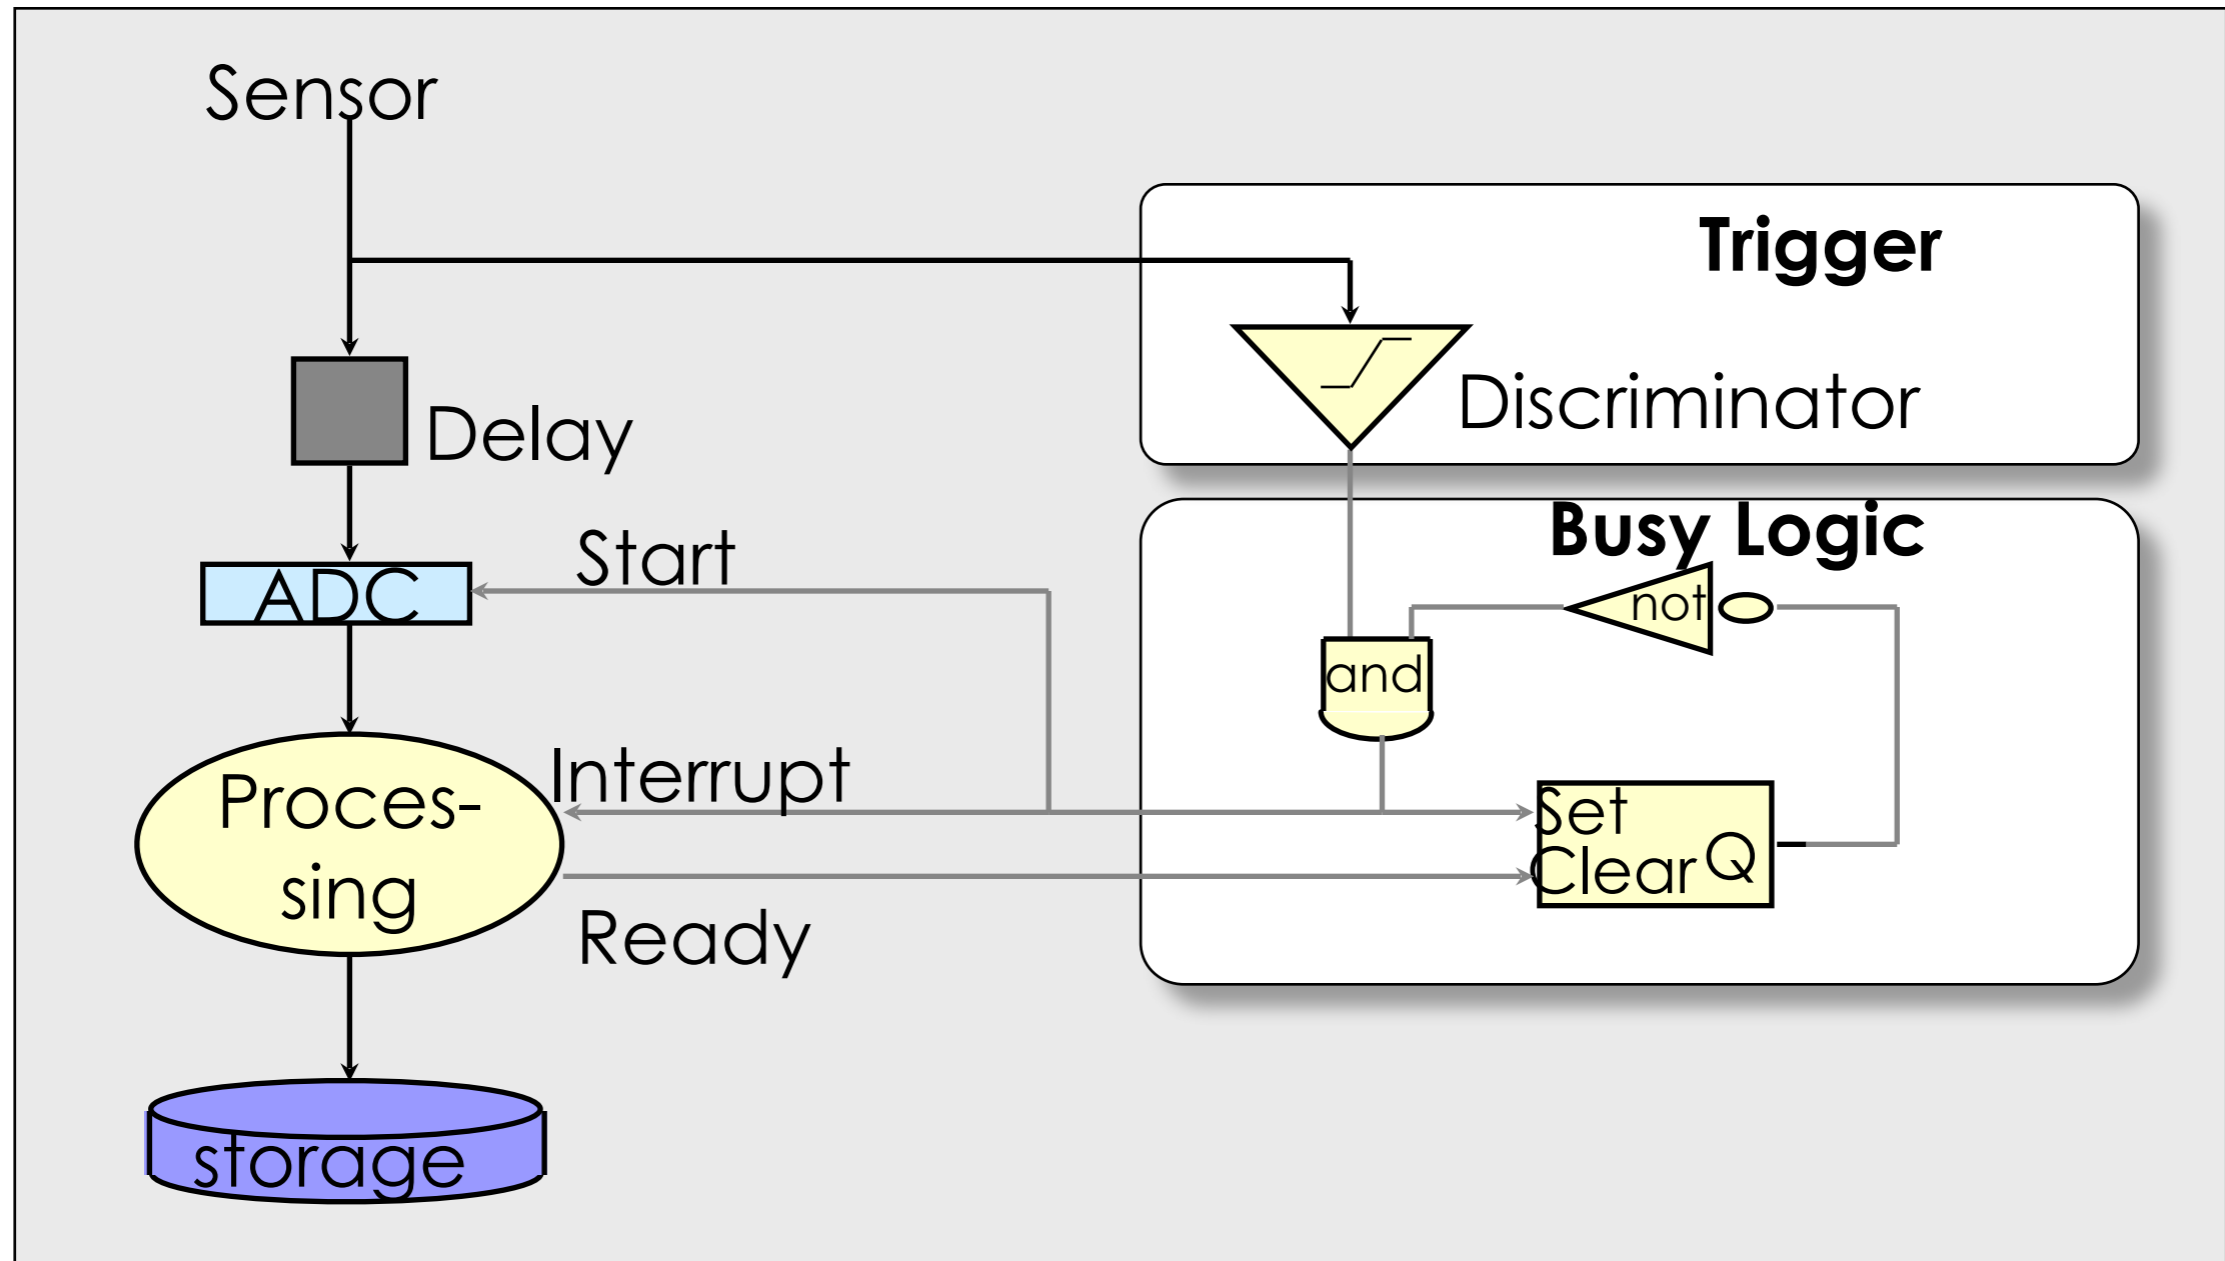 Sensor
Trigger
Discriminator
Delay
Busy Logic
Start
ADC
not
and
Interrupt
Proces-
sing
Set
Clear Q
Ready
storage